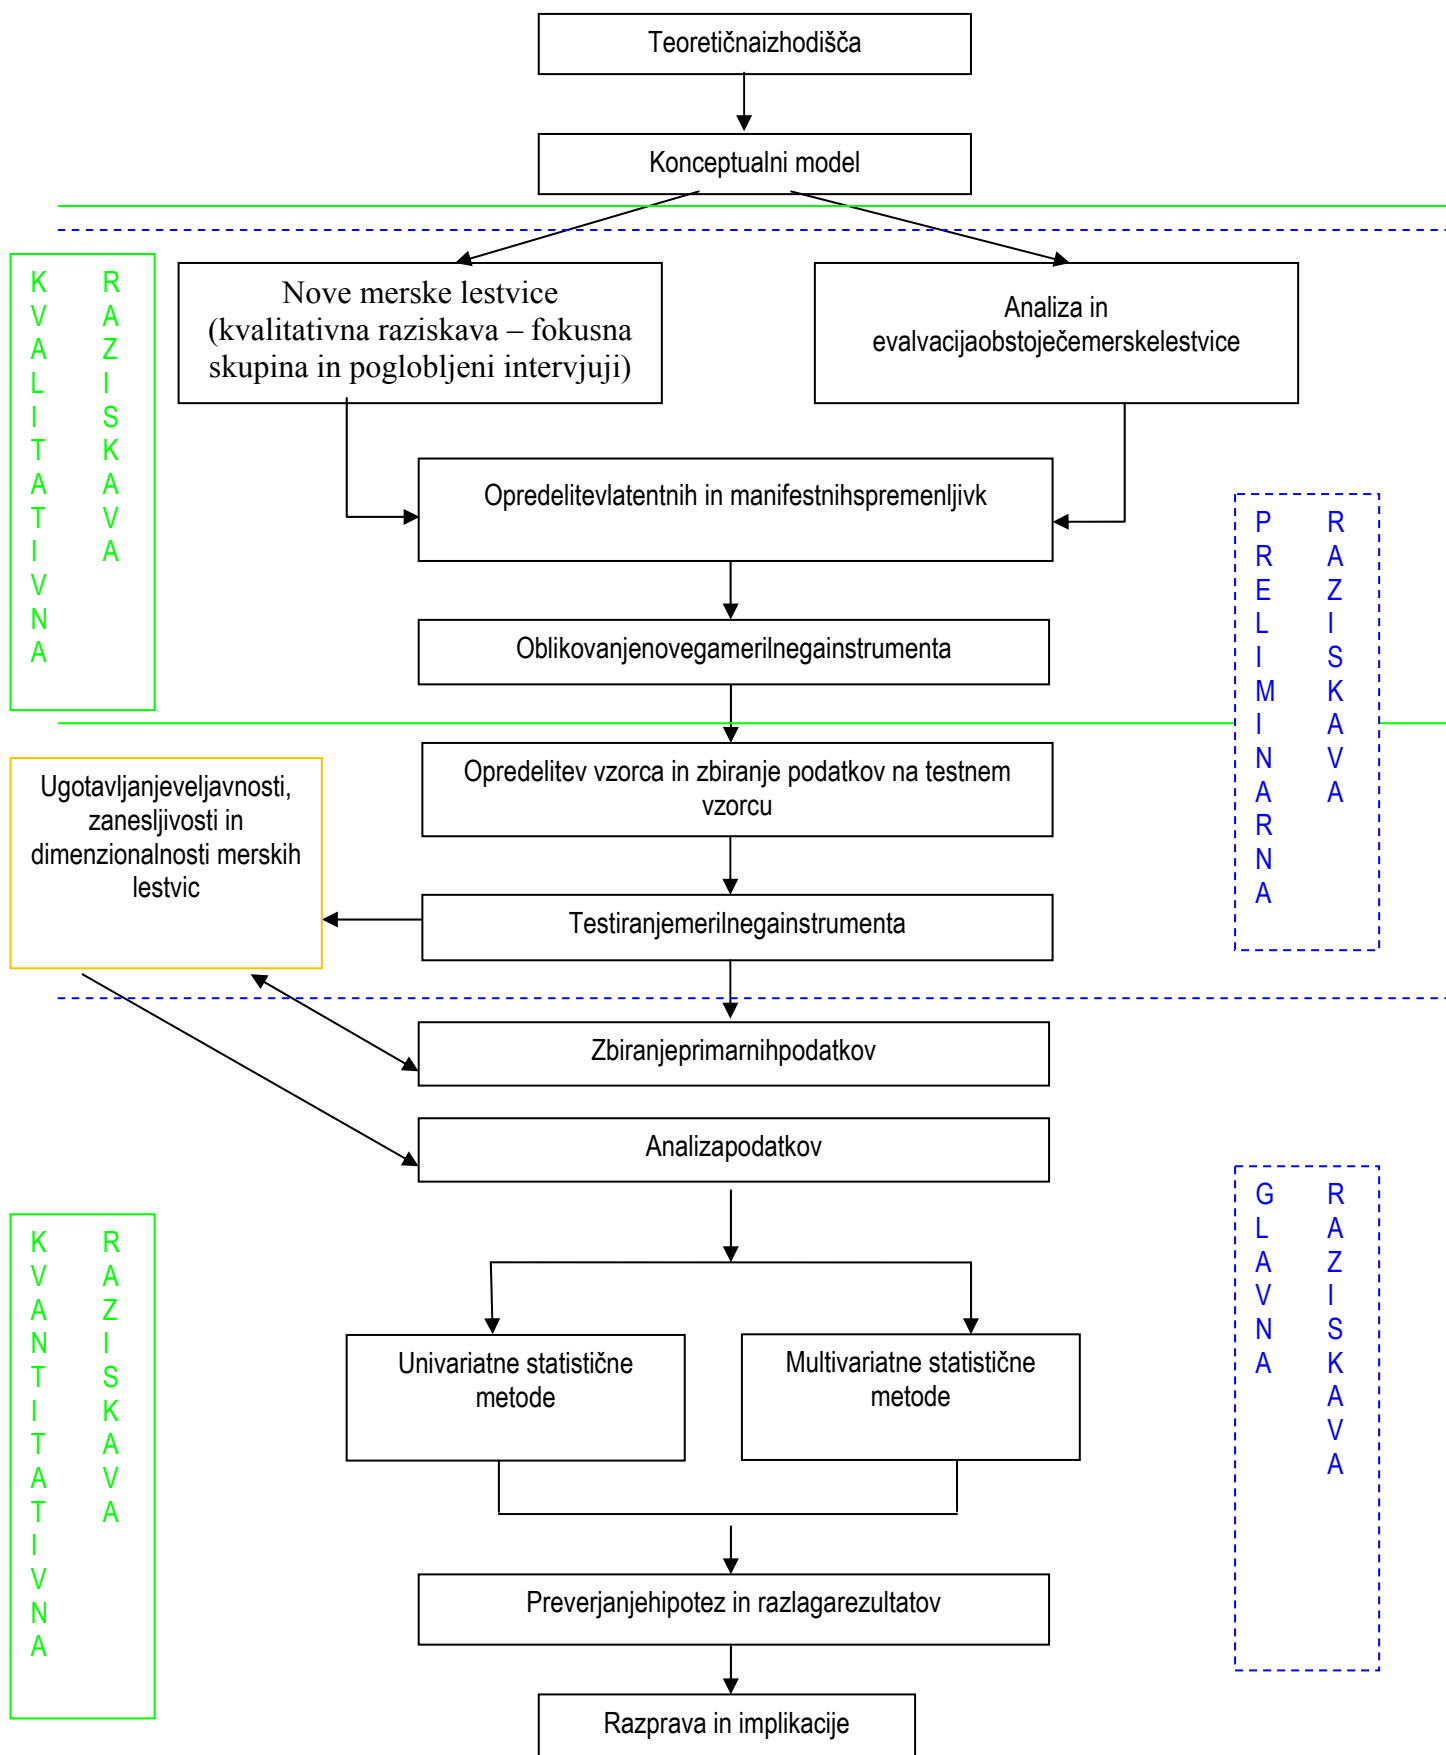 Teoretičnaizhodišča
Konceptualni model
KVALITATIVNA
RAZISKAVA
Nove merske lestvice
(kvalitativna raziskava – fokusna
skupina in poglobljeni intervjuji)
Analiza in
evalvacijaobstoječemerskelestvice
Opredelitevlatentnih in manifestnihspremenljivk
PRELIMINARNA
RAZISKAVA
Oblikovanjenovegamerilnegainstrumenta
Opredelitev vzorca in zbiranje podatkov na testnem
vzorcu
Ugotavljanjeveljavnosti,
zanesljivosti in
dimenzionalnosti merskih
lestvic
Testiranjemerilnegainstrumenta
Zbiranjeprimarnihpodatkov
Analizapodatkov
GLAVNA
RAZISKAVA
KVANTITATIVNA
RAZISKAVA
Univariatne statistične
metode
Multivariatne statistične
metode
Preverjanjehipotez in razlagarezultatov
Razprava in implikacije